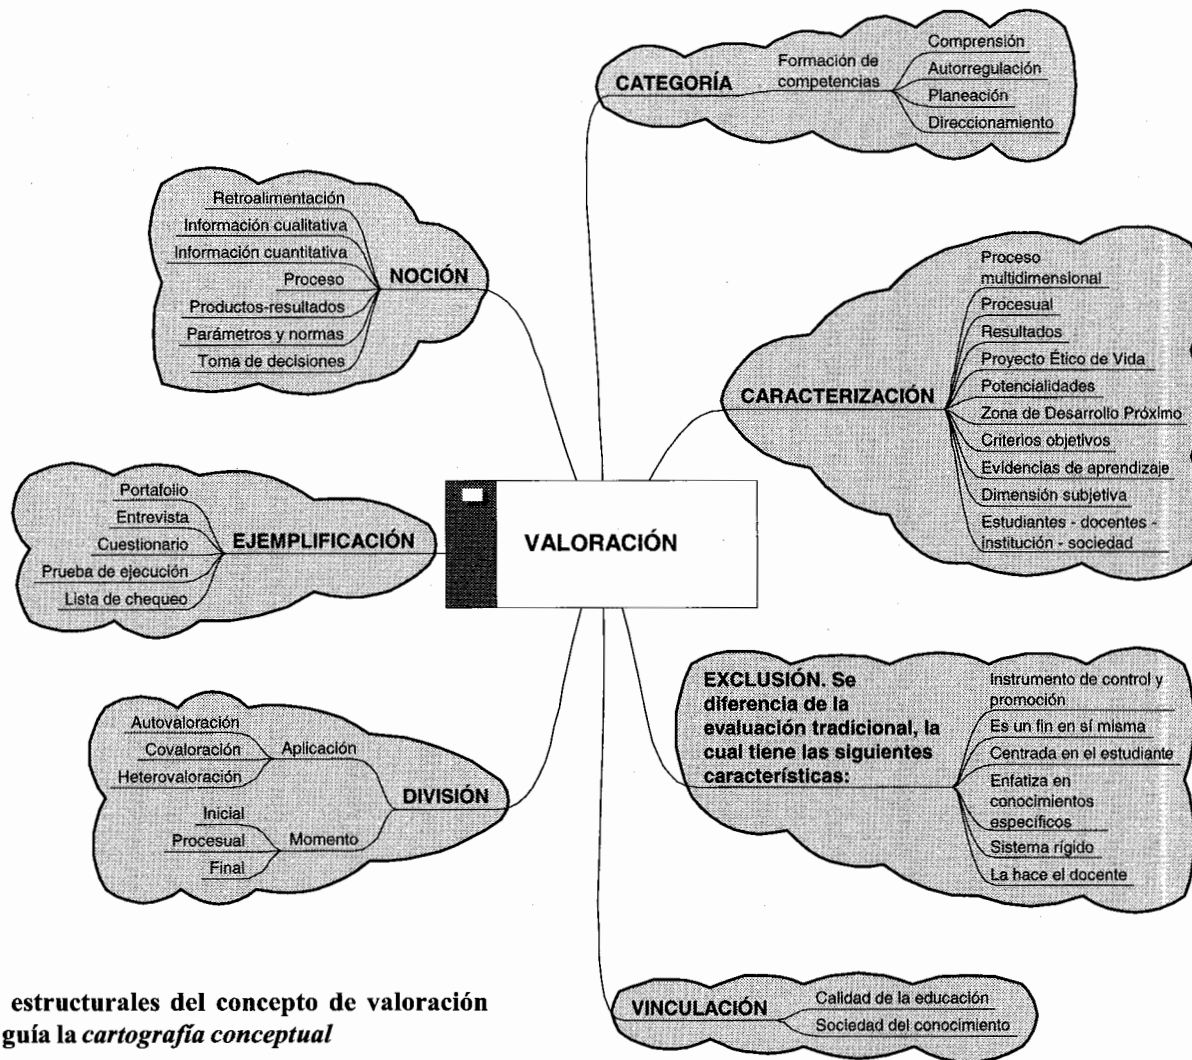 CATEGORÍA
Formación de
competencias
Comprensión
Autorregulación
Planeación
Direccionamiento
NOCIÓN
Retroalimentación
Información cualitativa
Información cuantitativa
Proceso
Productos-resultados
Parámetros y normas
Toma de decisiones
CARACTERIZACIÓN
Proceso
multidimensional
Procesual
Resultados
Proyecto Ético de Vida
Potencialidades
Zona de Desarrollo Próximo
Criterios objetivos
Evidencias de aprendizaje
Dimensión subjetiva
Estudiantes - docentes -
institución - sociedad
EJEMPLIFICACIÓN
Portafolio
Entrevista
Cuestionario
Prueba de ejecución
Lista de chequeo
VALORACIÓN
EXCLUSIÓN. Se
diferencia de la
evaluación tradicional, la
cual tiene las siguientes
características:
Instrumento de control y
promoción
Es un fin en sí misma
Centrada en el estudiante
Enfatiza en
conocimientos
específicos
Sistema rígido
La hace el docente
DIVISIÓN
Aplicación
Autovaloración
Covaloración
Heterovaloración
Momento
Inicial
Procesual
Final
VINCULACIÓN
Calidad de la educación
Sociedad del conocimiento
estructurales del concepto de valoración
guía la cartografía conceptual